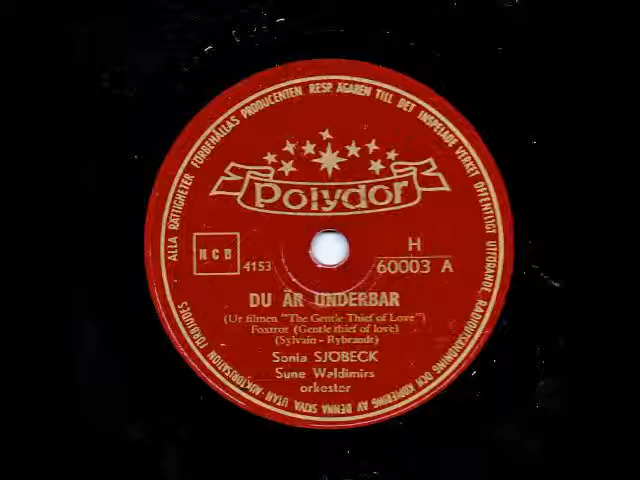 ALLA RÄTTIGHETER FÖRBEHÅLLAS PRODUCENTEN RESP. ÄGAREN TILL DET INSPELADE VERKET OFFENTLIGT UTFÖRANDE, RADIOUTSÄNDNING OCH KOPIERING AV DENNA SKIVA UTAN AUKTORISATION FÖRBJUDES
Polydor
NCB
4153
H
60003 A
DU ÄR UNDERBAR
(Ur filmen "The Gentle Thief of Love")
Foxtrot (Gentle thief of love)
(Sylvain - Rybrandt)
Sonia SJÖBECK
Sune Waldimirs
orkester